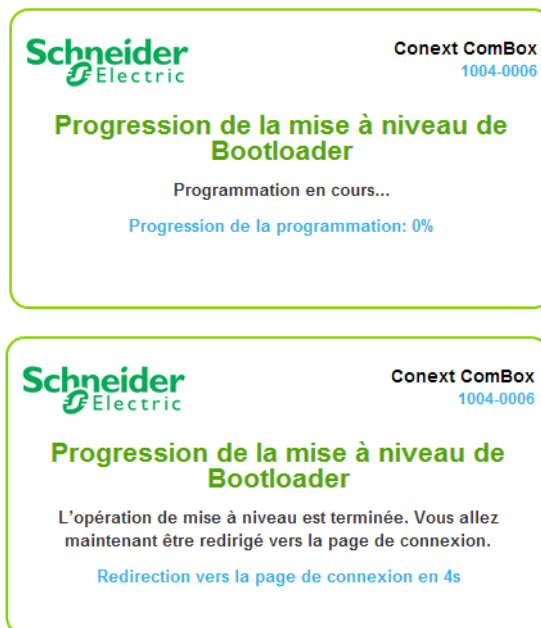 Schneider
Electric
Conext ComBox
1004-0006
Progression de la mise à niveau de
Bootloader
Programmation en cours...
Progression de la programmation: 0%
Schneider
Electric
Conext ComBox
1004-0006
Progression de la mise à niveau de
Bootloader
L'opération de mise à niveau est terminée. Vous allez
maintenant être redirigé vers la page de connexion.
Redirection vers la page de connexion en 4s